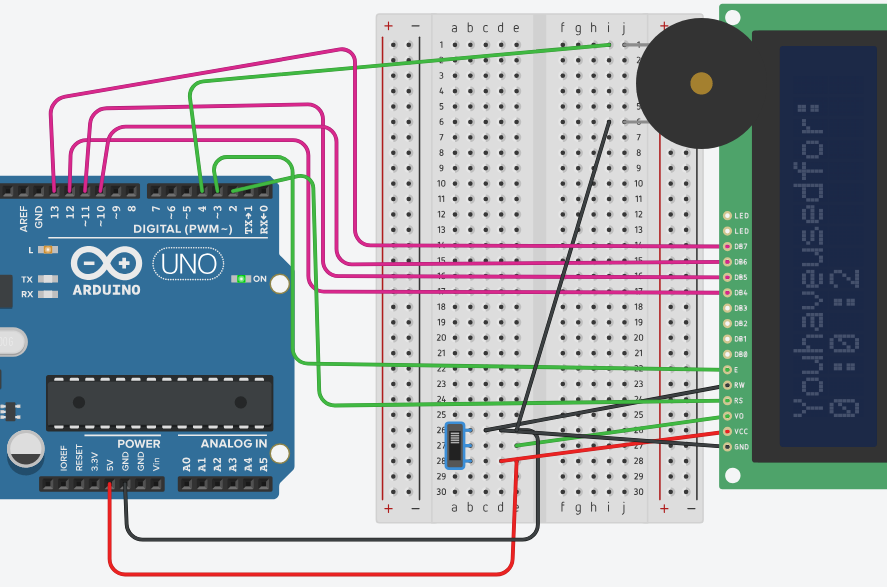 + − a b c d e f g h i j +
1 1
2 2
3
4
5 5
6 6
7 7
8 8
9 9
10 10
11 11
12 12
13 13
14 14
15 15
16 16
17 17
18 18
19 19
20 20
21 21
22 22
23 23
24 24
25 25
26 26
27 27
28 28
29 29
30 30
+ − a b c d e f g h i j + −
AREF
GND
13
12
~11
~10
~9
8
7
~6
~5
4
~3
2
TX→1
RX←0
DIGITAL (PWM~)
L
TX
RX
UNO
ON
ARDUINO
POWER
ANALOG IN
IOREF
RESET
3.3V
5V
GND
GND
Vin
A0
A1
A2
A3
A4
A5
LED
LED
DB7
DB6
DB5
DB4
DB3
DB2
DB1
DB0
E
RW
RS
VO
VCC
GND
You have used for:
0:0.2